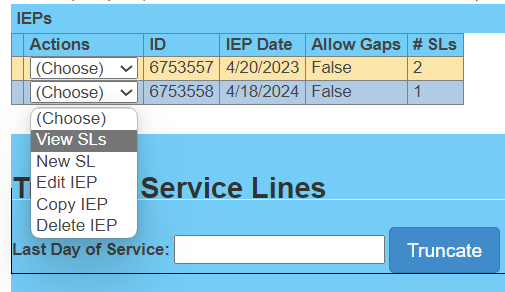 IEPs
Actions ID IEP Date Allow Gaps # SLs
(Choose) 6753557 4/20/2023 False 2
(Choose) 6753558 4/18/2024 False 1
(Choose)
View SLs
New SL
Edit IEP
Copy IEP
Delete IEP
T Service Lines
Last Day of Service: Truncate